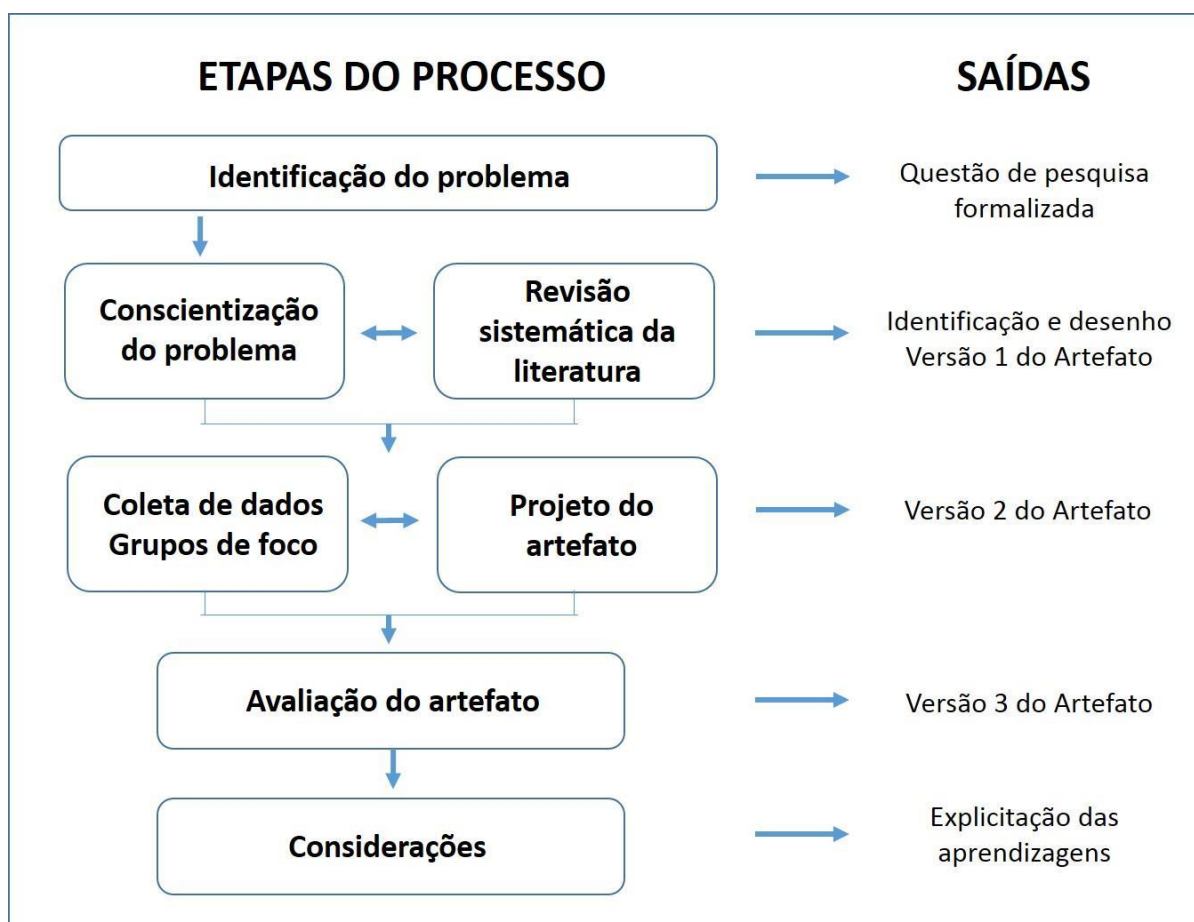 ETAPAS DO PROCESSO
SAÍDAS
Identificação do problema
Questão de pesquisa
formalizada
Conscientização
do problema
Revisão
sistemática da
literatura
Identificação e desenho
Versão 1 do Artefato
Coleta de dados
Grupos de foco
Projeto do
artefato
Versão 2 do Artefato
Avaliação do artefato
Versão 3 do Artefato
Considerações
Explicitação das
aprendizagens